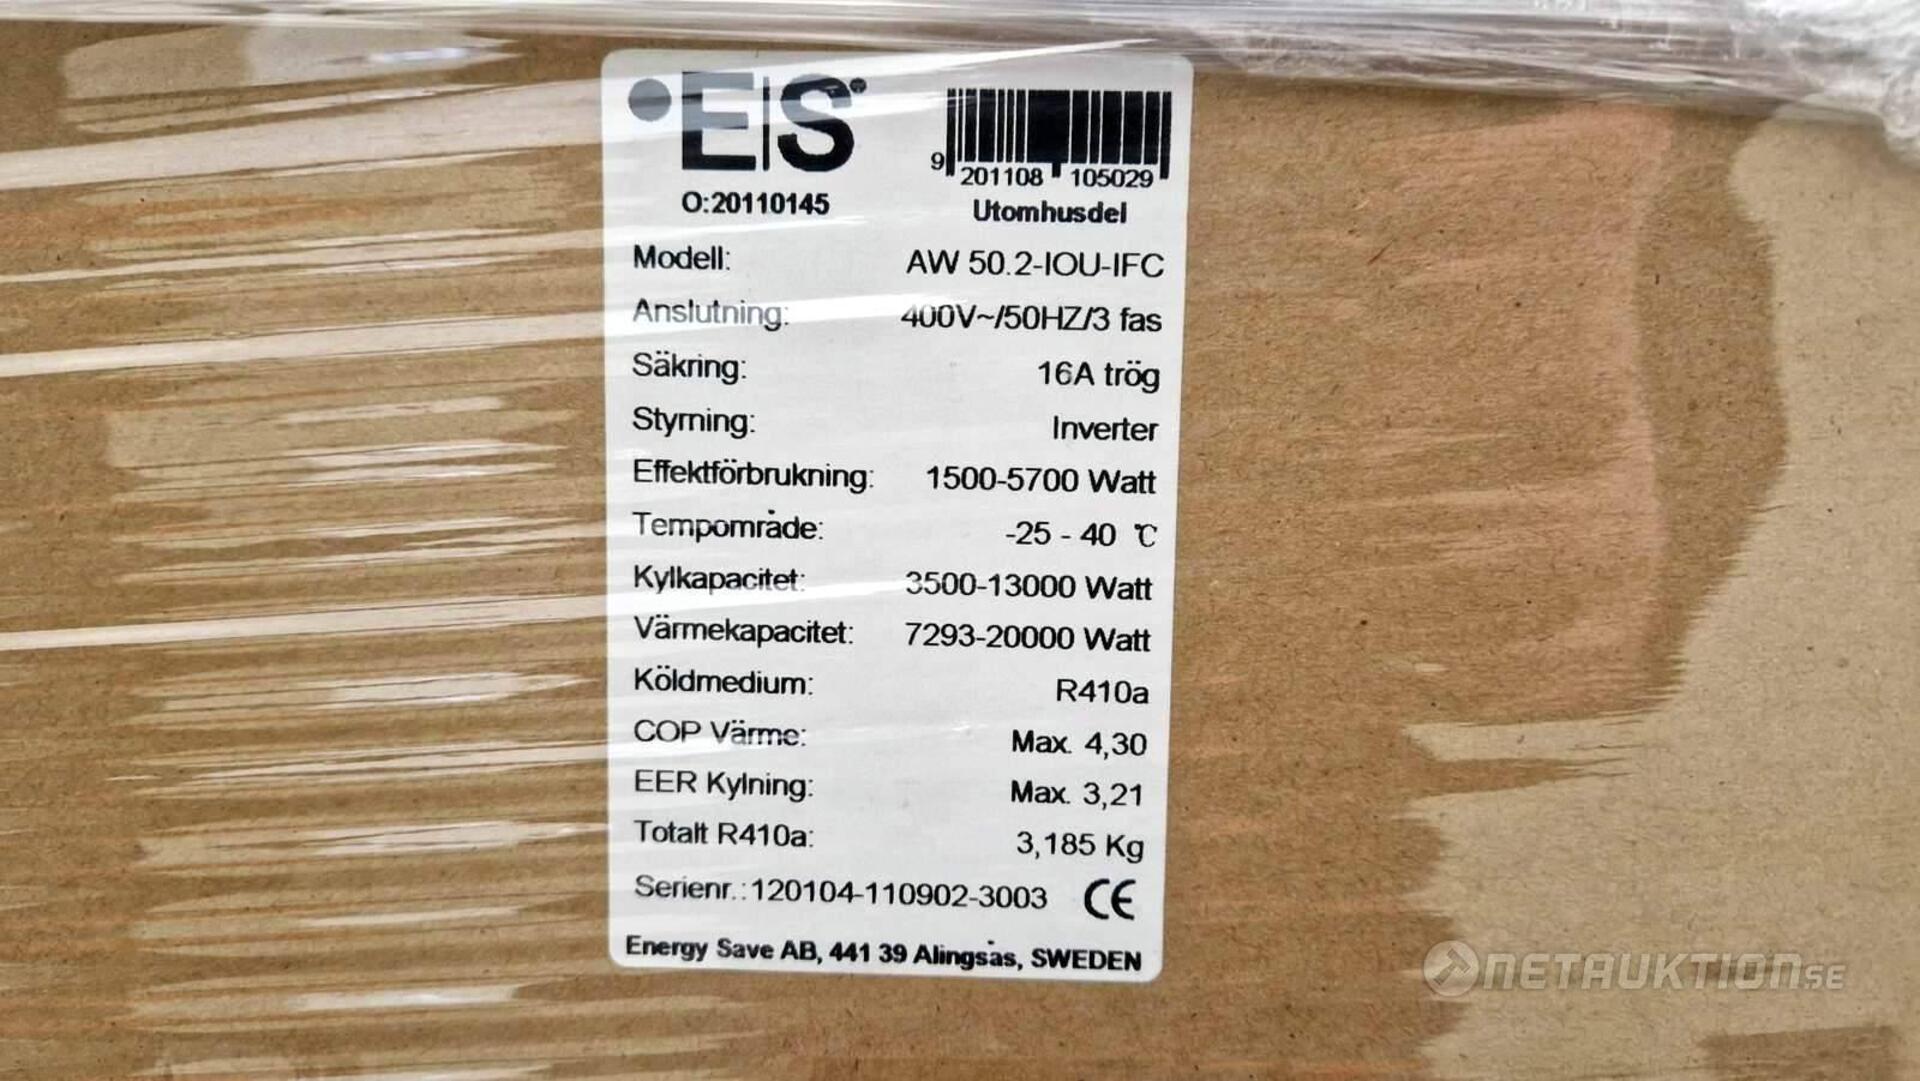 E|S®
9 201108 105029
O:20110145 Utomhusdel
Modell: AW 50.2-IOU-IFC
Anslutning: 400V~/50HZ/3 fas
Säkring: 16A trög
Styrning: Inverter
Effektförbrukning: 1500-5700 Watt
Tempområde: -25 - 40 ℃
Kylkapacitet: 3500-13000 Watt
Värmekapacitet: 7293-20000 Watt
Köldmedium: R410a
COP Värme: Max. 4,30
EER Kylning: Max. 3,21
Totalt R410a: 3,185 Kg
Serienr.:120104-110902-3003 CE
Energy Save AB, 441 39 Alingsås, SWEDEN
NETAUKTION.SE